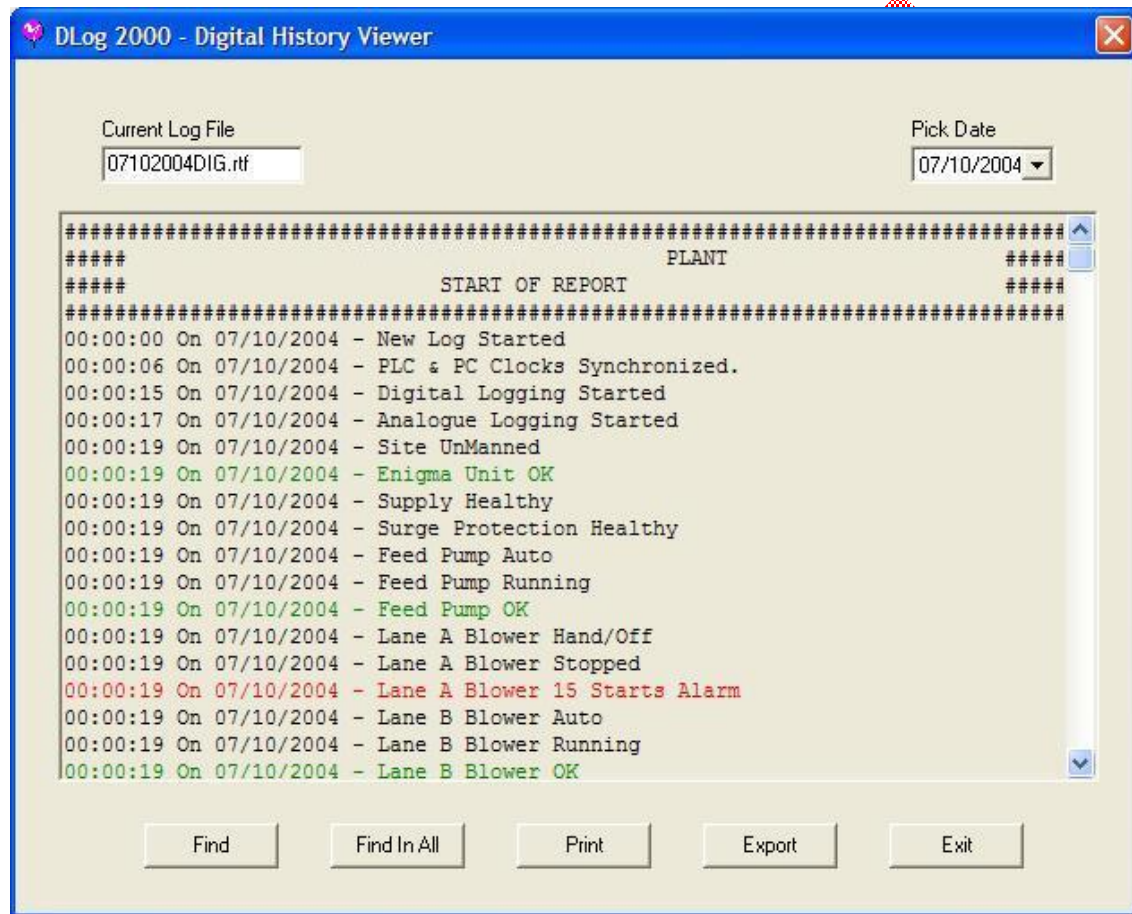 DLog 2000 - Digital History Viewer
Current Log File
Pick Date
07102004DIG.rtf
07/10/2004
################################################################################
##### PLANT #####
##### START OF REPORT #####
################################################################################
00:00:00 On 07/10/2004 - New Log Started
00:00:06 On 07/10/2004 - PLC & PC Clocks Synchronized.
00:00:15 On 07/10/2004 - Digital Logging Started
00:00:17 On 07/10/2004 - Analogue Logging Started
00:00:19 On 07/10/2004 - Site UnManned
00:00:19 On 07/10/2004 - Enigma Unit OK
00:00:19 On 07/10/2004 - Supply Healthy
00:00:19 On 07/10/2004 - Surge Protection Healthy
00:00:19 On 07/10/2004 - Feed Pump Auto
00:00:19 On 07/10/2004 - Feed Pump Running
00:00:19 On 07/10/2004 - Feed Pump OK
00:00:19 On 07/10/2004 - Lane A Blower Hand/Off
00:00:19 On 07/10/2004 - Lane A Blower Stopped
00:00:19 On 07/10/2004 - Lane A Blower 15 Starts Alarm
00:00:19 On 07/10/2004 - Lane B Blower Auto
00:00:19 On 07/10/2004 - Lane B Blower Running
00:00:19 On 07/10/2004 - Lane B Blower OK
Find
Find In All
Print
Export
Exit